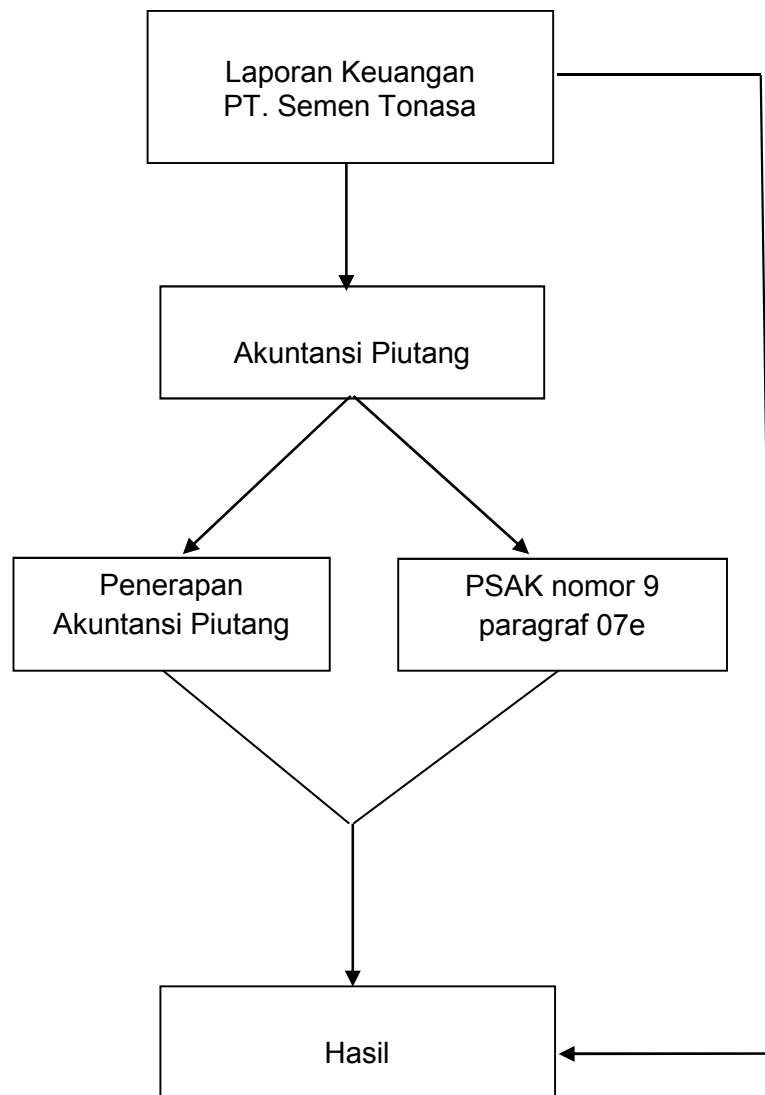 Laporan Keuangan
PT. Semen Tonasa
Akuntansi Piutang
Penerapan
Akuntansi Piutang
PSAK nomor 9
paragraf 07e
Hasil